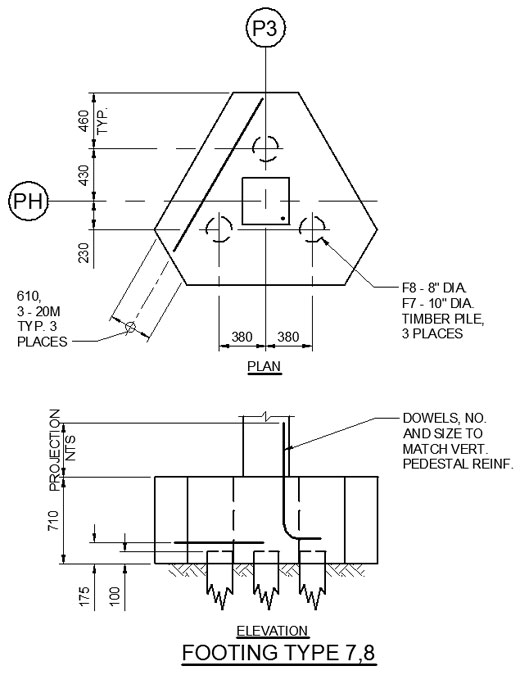 P3
460
TYP.
430
PH
230
610,
3 - 20M
TYP. 3
PLACES
F8 - 8" DIA.
F7 - 10" DIA.
TIMBER PILE,
3 PLACES
380
380
PLAN
PROJECTION
NTS
DOWELS, NO.
AND SIZE TO
MATCH VERT.
PEDESTAL REINF.
710
175
100
ELEVATION
FOOTING TYPE 7,8